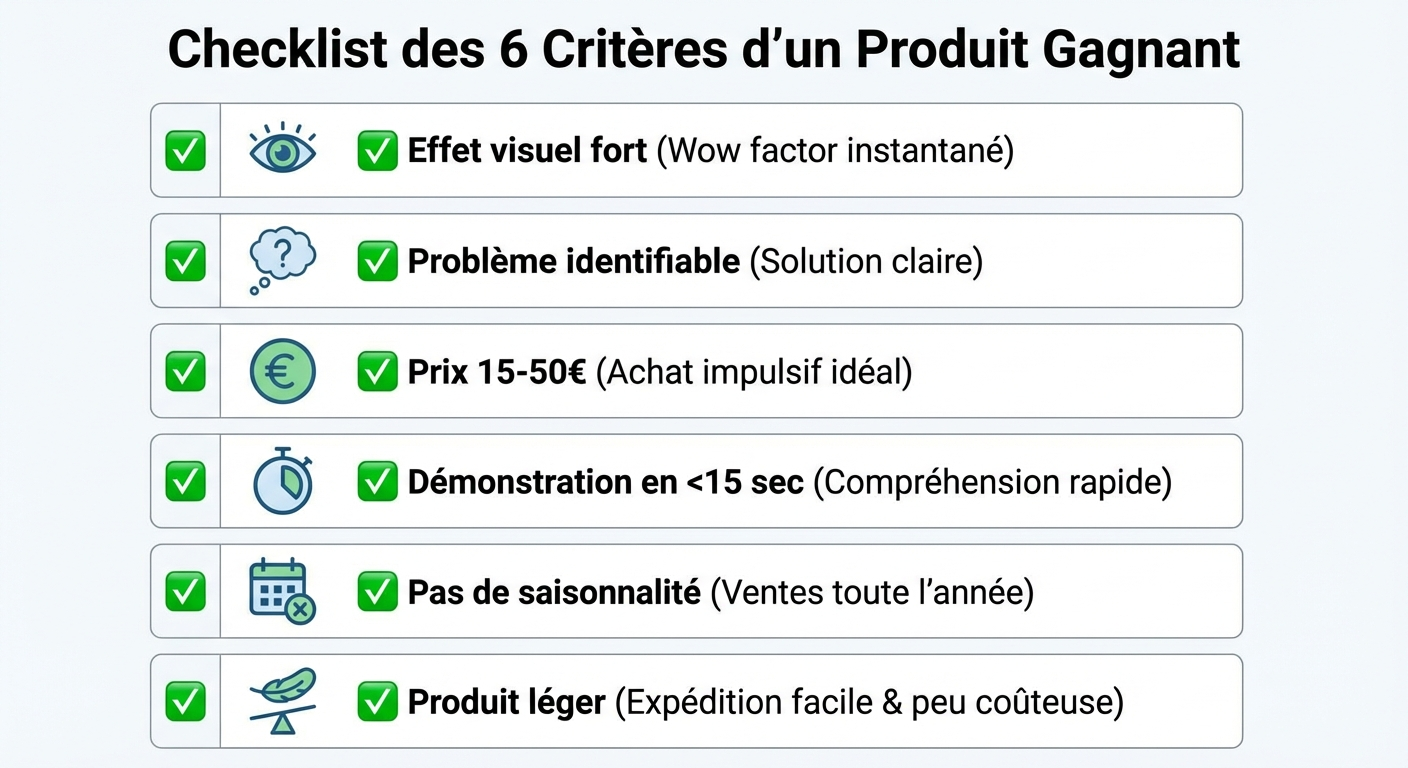 Checklist des 6 Critères d’un Produit Gagnant
✅ ✅ Effet visuel fort (Wow factor instantané)
✅ ? ✅ Problème identifiable (Solution claire)
✅ € ✅ Prix 15-50€ (Achat impulsif idéal)
✅ ✅ Démonstration en <15 sec (Compréhension rapide)
✅ ✅ Pas de saisonnalité (Ventes toute l’année)
✅ ✅ Produit léger (Expédition facile & peu coûteuse)